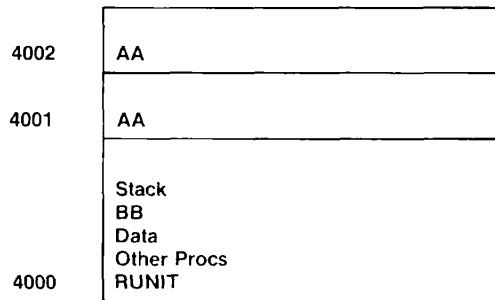 4002 AA
4001 AA
Stack
BB
Data
Other Procs
4000 RUNIT